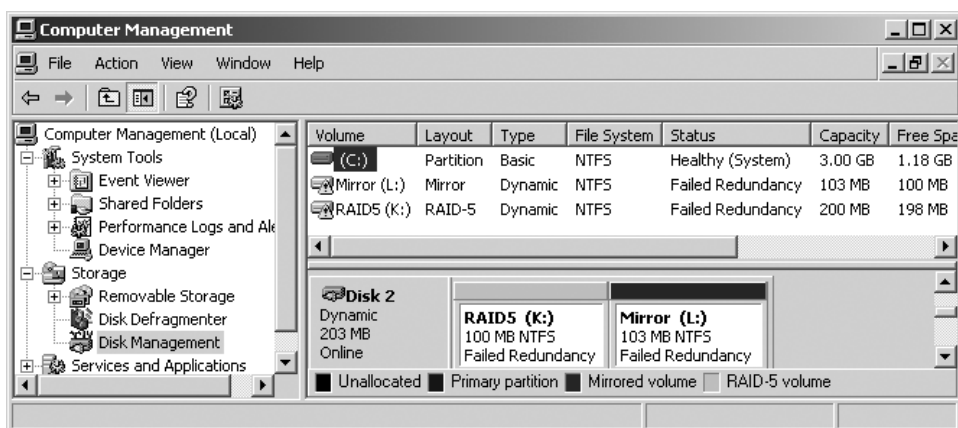 Computer Management
File Action View Window Help
Computer Management (Local)
System Tools
Event Viewer
Shared Folders
Performance Logs and Ale
Device Manager
Storage
Removable Storage
Disk Defragmenter
Disk Management
Services and Applications
Volume Layout Type File System Status Capacity Free Spa
(C:) Partition Basic NTFS Healthy (System) 3.00 GB 1.18 GB
Mirror (L:) Mirror Dynamic NTFS Failed Redundancy 103 MB 100 MB
RAID5 (K:) RAID-5 Dynamic NTFS Failed Redundancy 200 MB 198 MB
Disk 2
Dynamic
203 MB
Online
RAID5 (K:)
100 MB NTFS
Failed Redundancy
Mirror (L:)
103 MB NTFS
Failed Redundancy
Unallocated Primary partition Mirrored volume RAID-5 volume